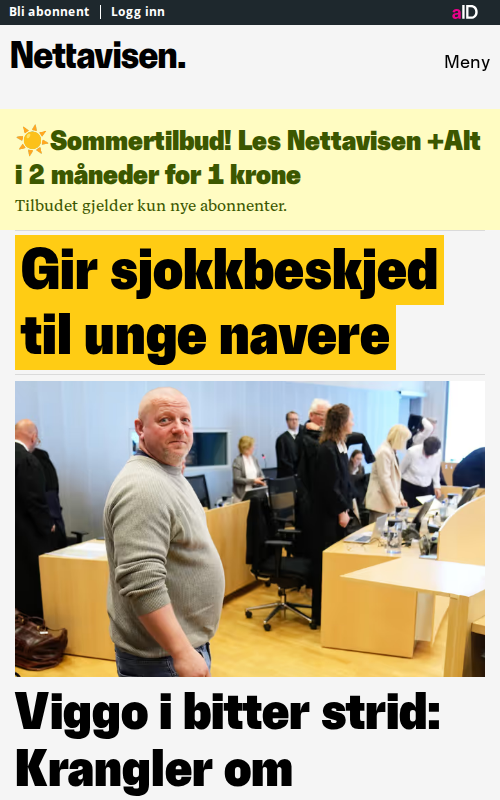 Bli abonnent
Logg inn
aID
Nettavisen.
Meny
Sommertilbud! Les Nettavisen +Alt
i 2 måneder for 1 krone
Tilbudet gjelder kun nye abonnenter.
Gir sjokkbeskjed
til unge navere
Viggo i bitter strid:
Krangler om